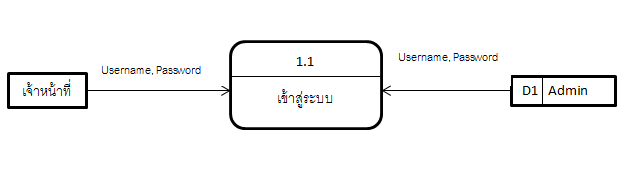 Username, Password
Username, Password
1.1
เจ้าหน้าที่
เข้าสู่ระบบ
D1 Admin